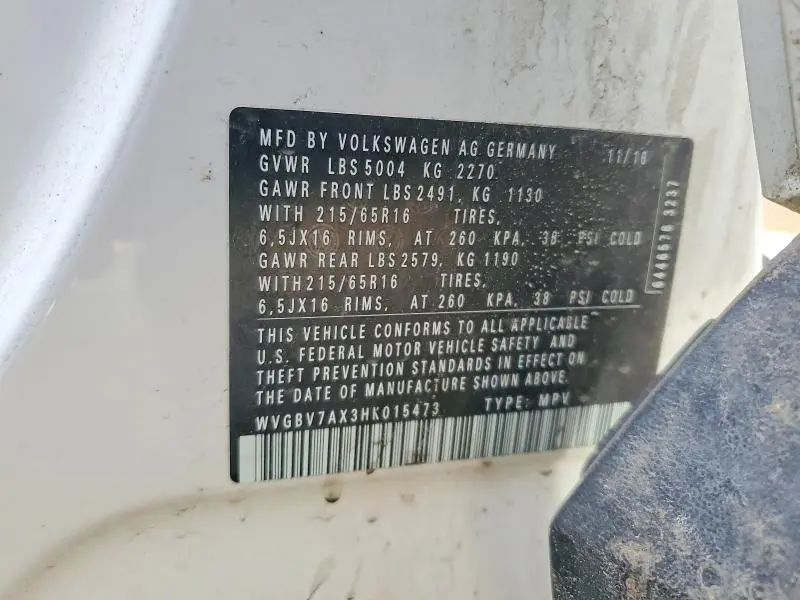 MFD BY VOLKSWAGEN AG GERMANY 11/16
GVWR LBS 5004 KG 2270
GAWR FRONT LBS 2491, KG 1130
WITH 215/65R16 TIRES,
6,5JX16 RIMS, AT 260 KPA, 38 PSI COLD
GAWR REAR LBS 2579, KG 1190
WITH 215/65R16 TIRES,
6,5JX16 RIMS, AT 260 KPA, 38 PSI COLD
THIS VEHICLE CONFORMS TO ALL APPLICABLE
U.S. FEDERAL MOTOR VEHICLE SAFETY AND
THEFT PREVENTION STANDARDS IN EFFECT ON
THE DATE OF MANUFACTURE SHOWN ABOVE.
WVGBV7AX3HK015473 TYPE: MPV
3237